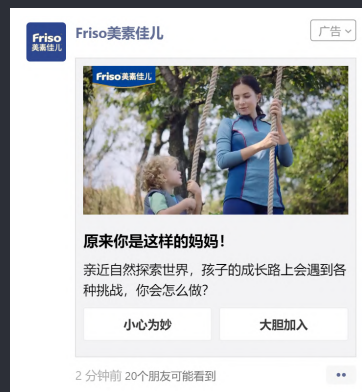 Friso
美素佳儿
Friso美素佳儿
广告
Friso美素佳儿
原来你是这样的妈妈！
亲近自然探索世界，孩子的成长路上会遇到各
种挑战，你会怎么做？
小心为妙
大胆加入
2 分钟前 20个朋友可能看到